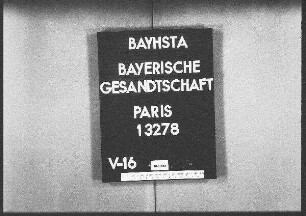 BAYHSTA
BAYERISCHE
GESANDTSCHAFT
PARIS
13278
V-16